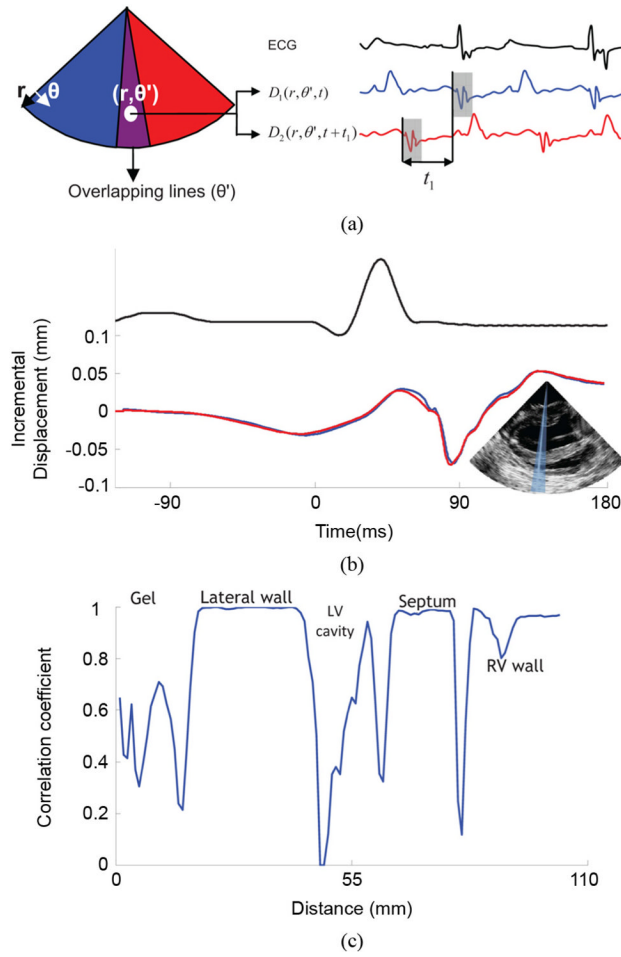 ECG
r
θ
(r,θ')
D₁(r,θ',t)
D₂(r,θ',t+t₁)
Overlapping lines (θ')
t₁
(a)
Incremental
Displacement (mm)
0.1
0.05
0
-0.05
-0.1
-90
0
90
180
Time(ms)
(b)
Correlation coefficient
1
0.8
0.6
0.4
0.2
0
Gel
Lateral wall
LV
cavity
Septum
RV wall
0
55
110
Distance (mm)
(c)